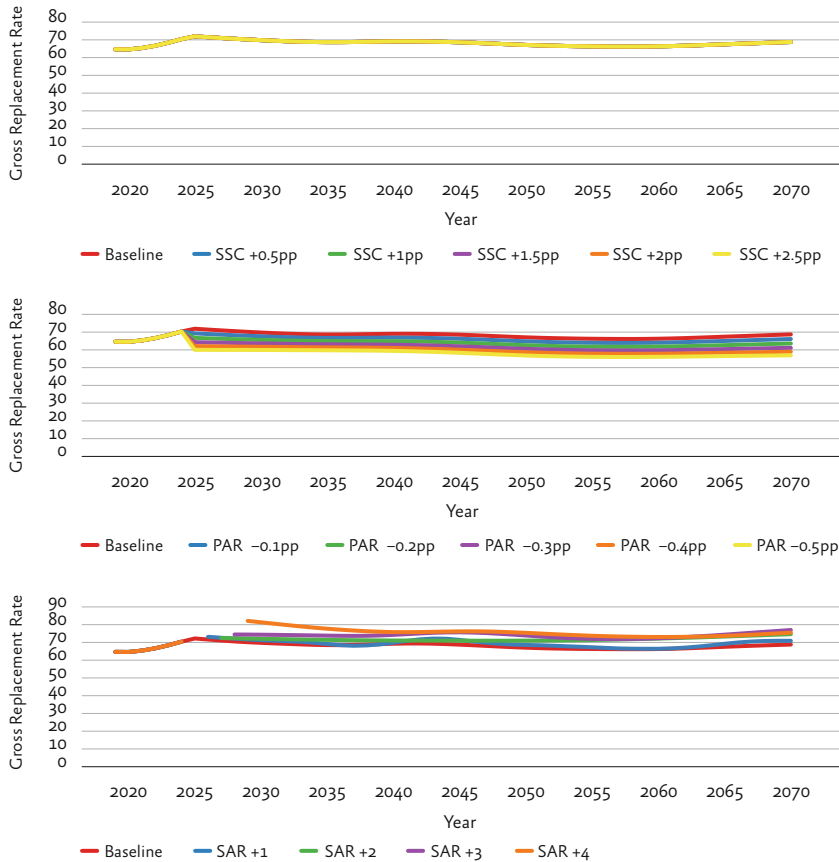 Gross Replacement Rate
80
70
60
50
40
30
20
10
0
2020 2025 2030 2035 2040 2045 2050 2055 2060 2065 2070
Year
Baseline SSC +0.5pp SSC +1pp SSC +1.5pp SSC +2pp SSC +2.5pp
Gross Replacement Rate
80
70
60
50
40
30
20
10
0
2020 2025 2030 2035 2040 2045 2050 2055 2060 2065 2070
Year
Baseline PAR −0.1pp PAR −0.2pp PAR −0.3pp PAR −0.4pp PAR −0.5pp
Gross Replacement Rate
90
80
70
60
50
40
30
20
10
0
2020 2025 2030 2035 2040 2045 2050 2055 2060 2065 2070
Year
Baseline SAR +1 SAR +2 SAR +3 SAR +4